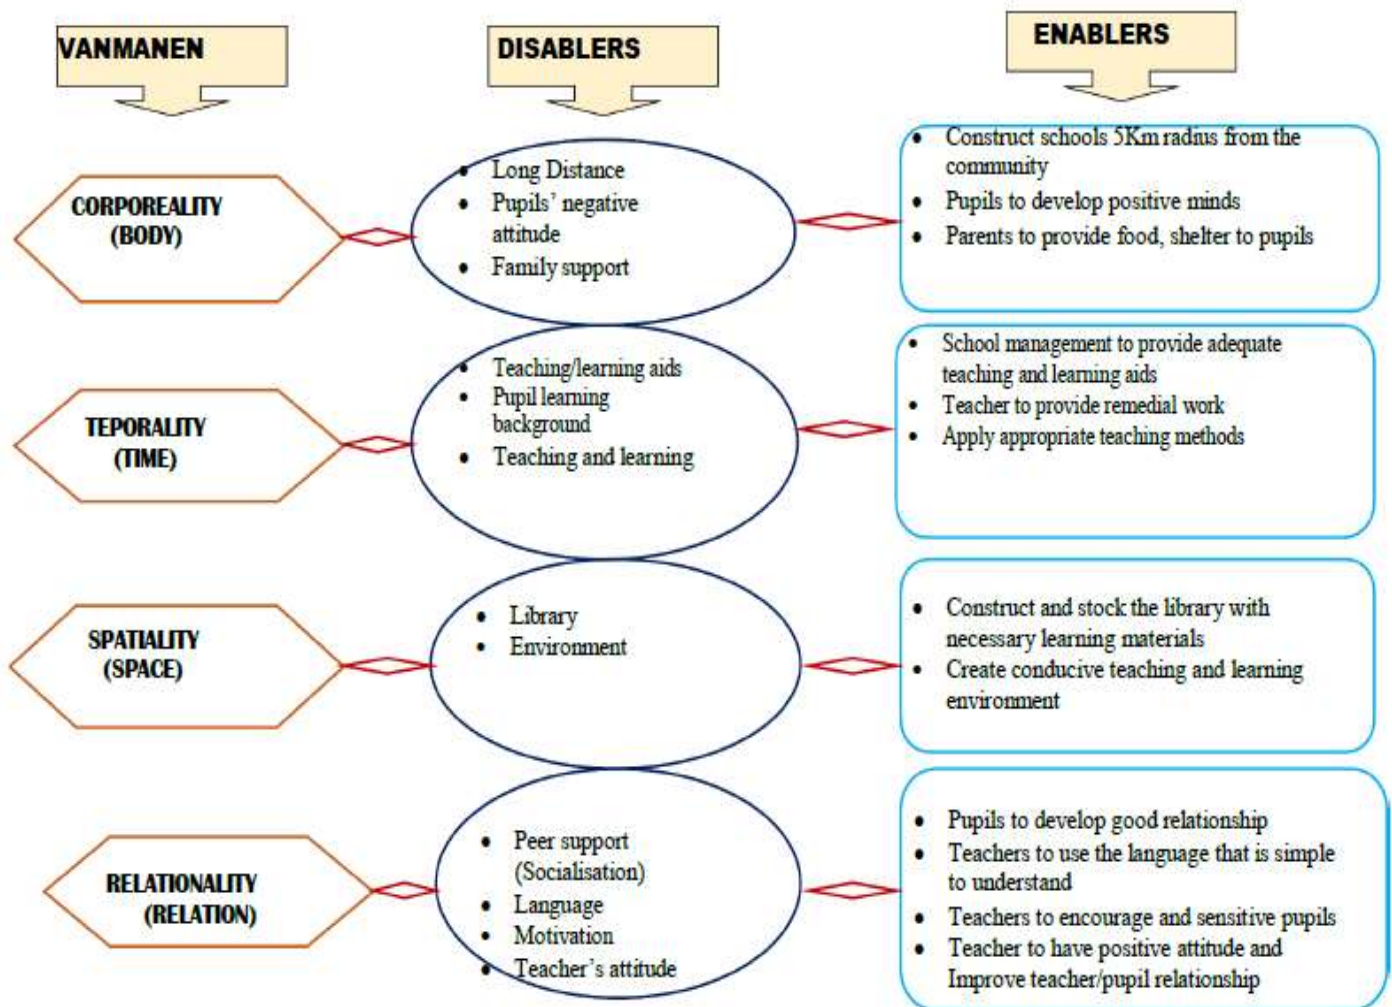 VANMANEN
DISABLERS
ENABLERS
CORPOREALITY
(BODY)
• Long Distance
• Pupils' negative
attitude
• Family support
• Construct schools 5Km radius from the
community
• Pupils to develop positive minds
• Parents to provide food, shelter to pupils
TEPORALITY
(TIME)
• Teaching/learning aids
• Pupil learning
background
• Teaching and learning
• School management to provide adequate
teaching and learning aids
• Teacher to provide remedial work
• Apply appropriate teaching methods
SPATIALITY
(SPACE)
• Library
• Environment
• Construct and stock the library with
necessary learning materials
• Create conducive teaching and learning
environment
RELATIONALITY
(RELATION)
• Peer support
(Socialisation)
• Language
• Motivation
• Teacher's attitude
• Pupils to develop good relationship
• Teachers to use the language that is simple
to understand
• Teachers to encourage and sensitive pupils
• Teacher to have positive attitude and
Improve teacher/pupil relationship